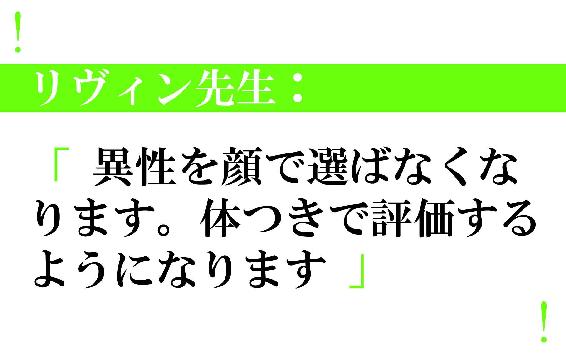 !
リヴィン先生：
「 異性を顔で選ばなくな
ります。体つきで評価する
ようになります 」
!